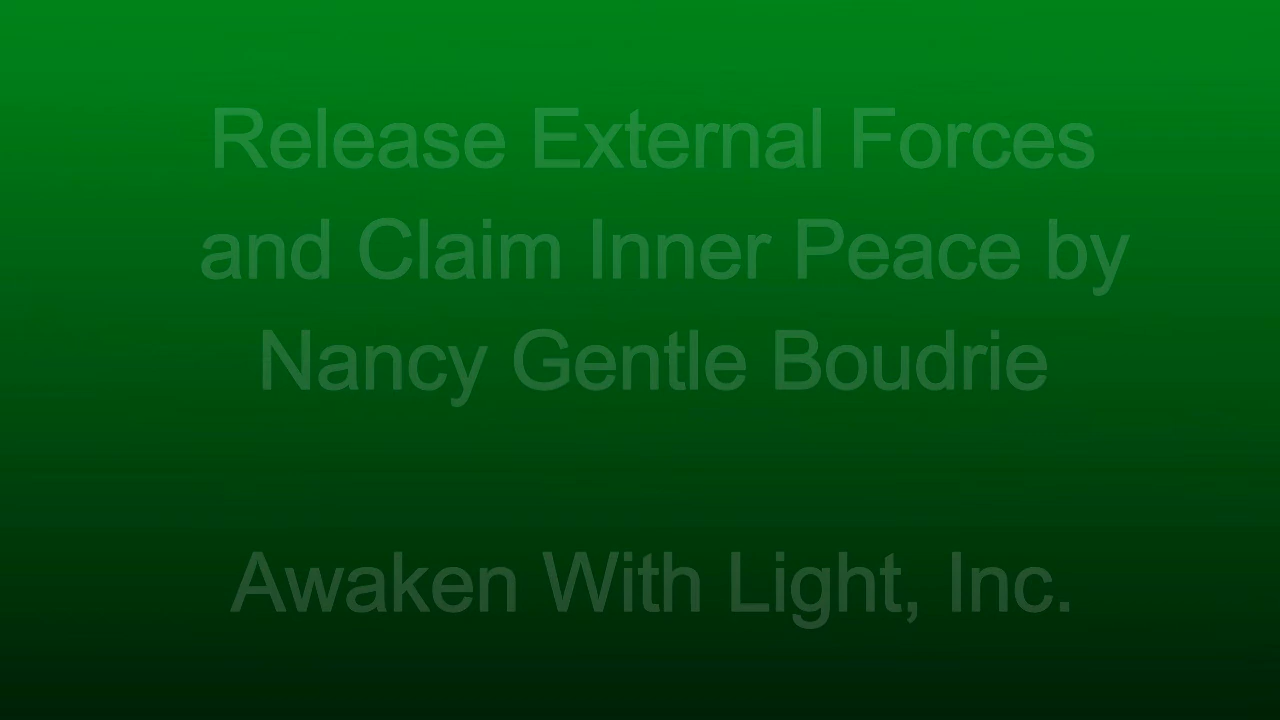 Release External Forces
and Claim Inner Peace by
Nancy Gentle Boudrie
Awaken With Light, Inc.